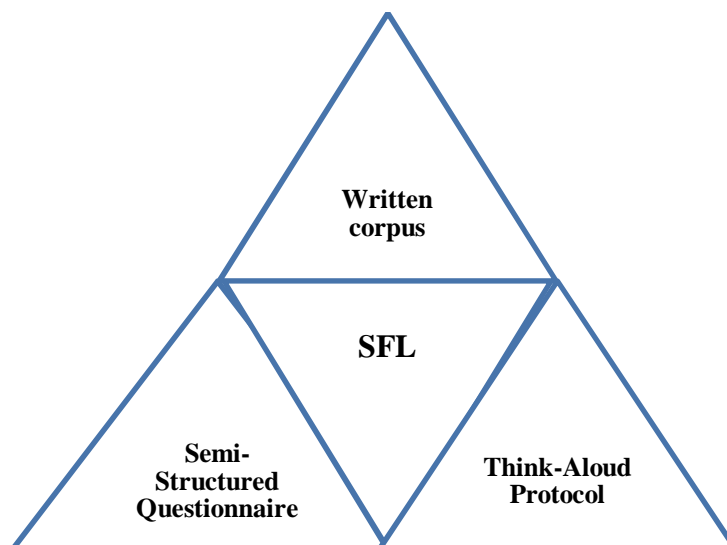 Written
corpus
SFL
Semi-
Structured
Questionnaire
Think-Aloud
Protocol